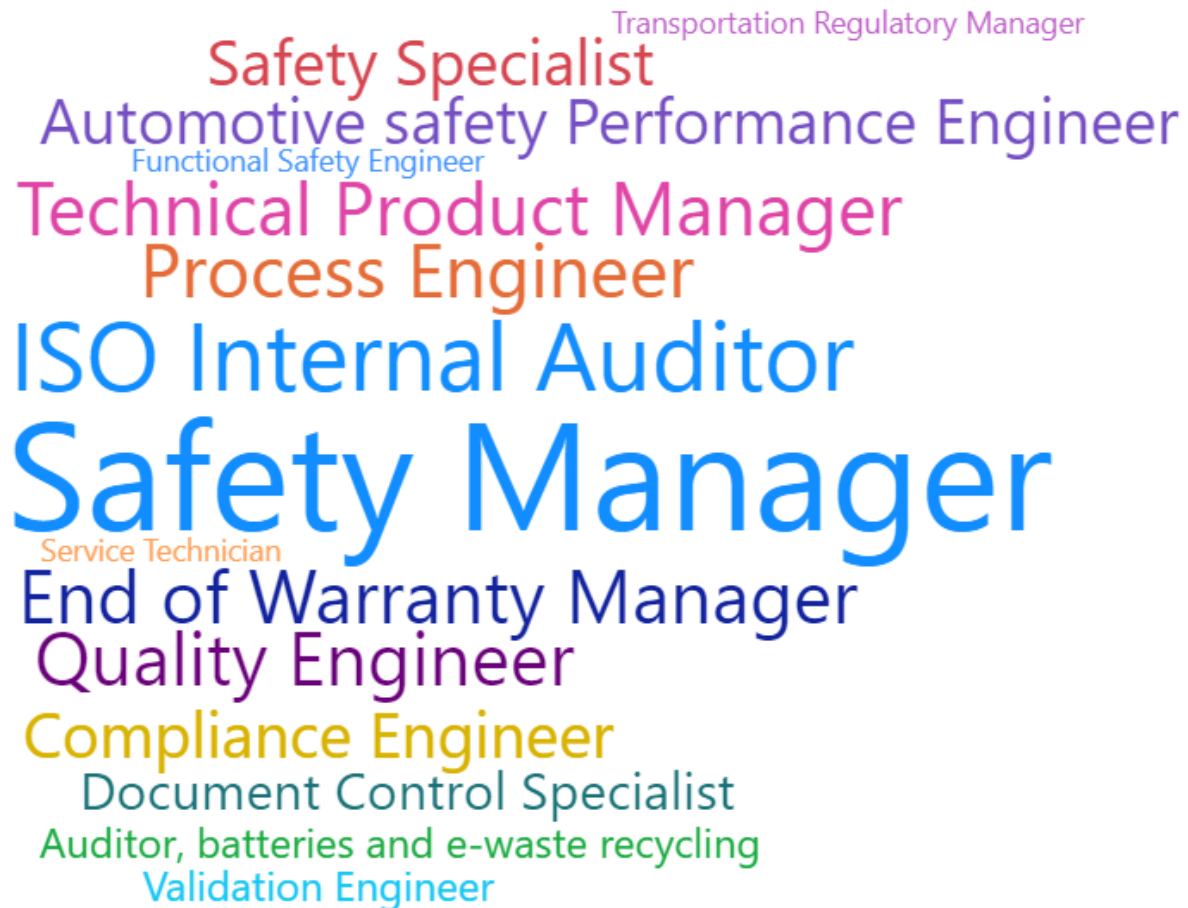 Transportation Regulatory Manager
Safety Specialist
Automotive safety Performance Engineer
Functional Safety Engineer
Technical Product Manager
Process Engineer
ISO Internal Auditor
Safety Manager
Service Technician
End of Warranty Manager
Quality Engineer
Compliance Engineer
Document Control Specialist
Auditor, batteries and e-waste recycling
Validation Engineer